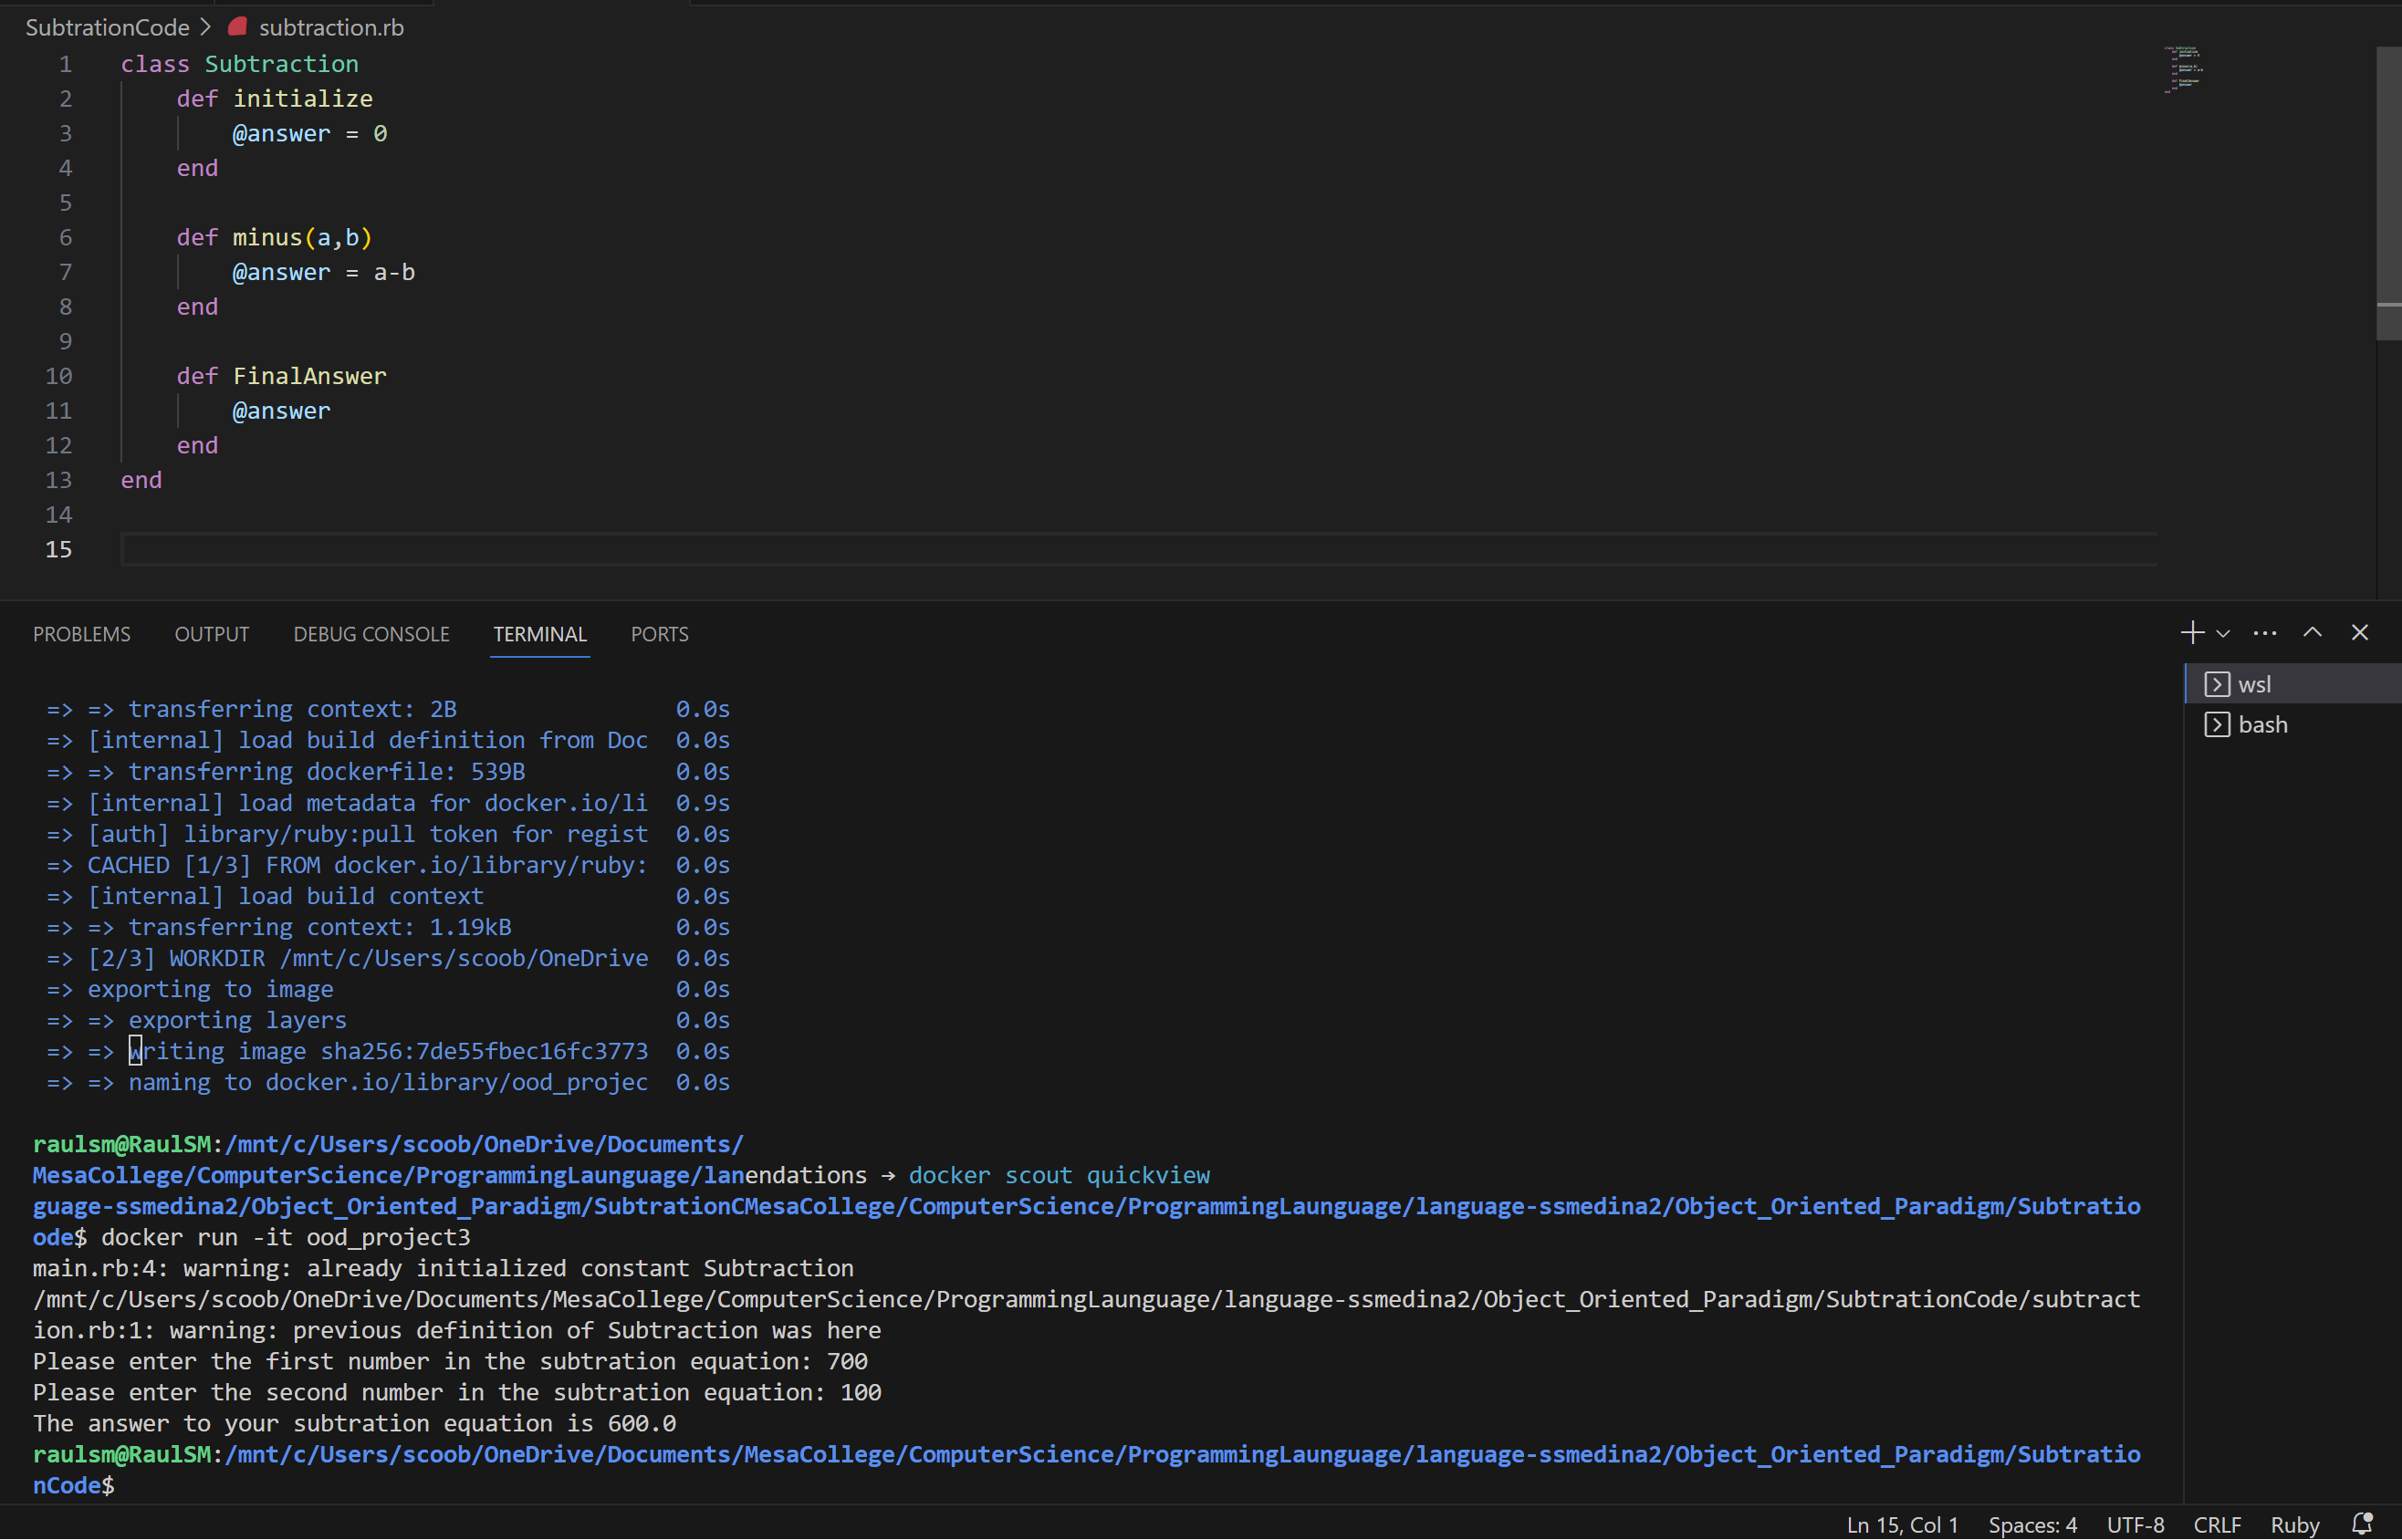 SubtrationCode > subtraction.rb
1 class Subtraction
2     def initialize
3         @answer = 0
4     end
5
6     def minus(a,b)
7         @answer = a-b
8     end
9
10     def FinalAnswer
11         @answer
12     end
13 end
14
15
PROBLEMS OUTPUT DEBUG CONSOLE TERMINAL PORTS
wsl
bash
=> => transferring context: 2B 0.0s
=> [internal] load build definition from Doc 0.0s
=> => transferring dockerfile: 539B 0.0s
=> [internal] load metadata for docker.io/li 0.9s
=> [auth] library/ruby:pull token for regist 0.0s
=> CACHED [1/3] FROM docker.io/library/ruby: 0.0s
=> [internal] load build context 0.0s
=> => transferring context: 1.19kB 0.0s
=> [2/3] WORKDIR /mnt/c/Users/scoob/OneDrive 0.0s
=> exporting to image 0.0s
=> => exporting layers 0.0s
=> => writing image sha256:7de55fbec16fc3773 0.0s
=> => naming to docker.io/library/ood_projec 0.0s
raulsm@RaulSM:/mnt/c/Users/scoob/OneDrive/Documents/
MesaCollege/ComputerScience/ProgrammingLaunguage/lanendations → docker scout quickview
guage-ssmedina2/Object_Oriented_Paradigm/SubtrationCMesaCollege/ComputerScience/ProgrammingLaunguage/language-ssmedina2/Object_Oriented_Paradigm/Subtratio
ode$ docker run -it ood_project3
main.rb:4: warning: already initialized constant Subtraction
/mnt/c/Users/scoob/OneDrive/Documents/MesaCollege/ComputerScience/ProgrammingLaunguage/language-ssmedina2/Object_Oriented_Paradigm/SubtrationCode/subtract
ion.rb:1: warning: previous definition of Subtraction was here
Please enter the first number in the subtration equation: 700
Please enter the second number in the subtration equation: 100
The answer to your subtration equation is 600.0
raulsm@RaulSM:/mnt/c/Users/scoob/OneDrive/Documents/MesaCollege/ComputerScience/ProgrammingLaunguage/language-ssmedina2/Object_Oriented_Paradigm/Subtratio
nCode$
Ln 15, Col 1 Spaces: 4 UTF-8 CRLF Ruby